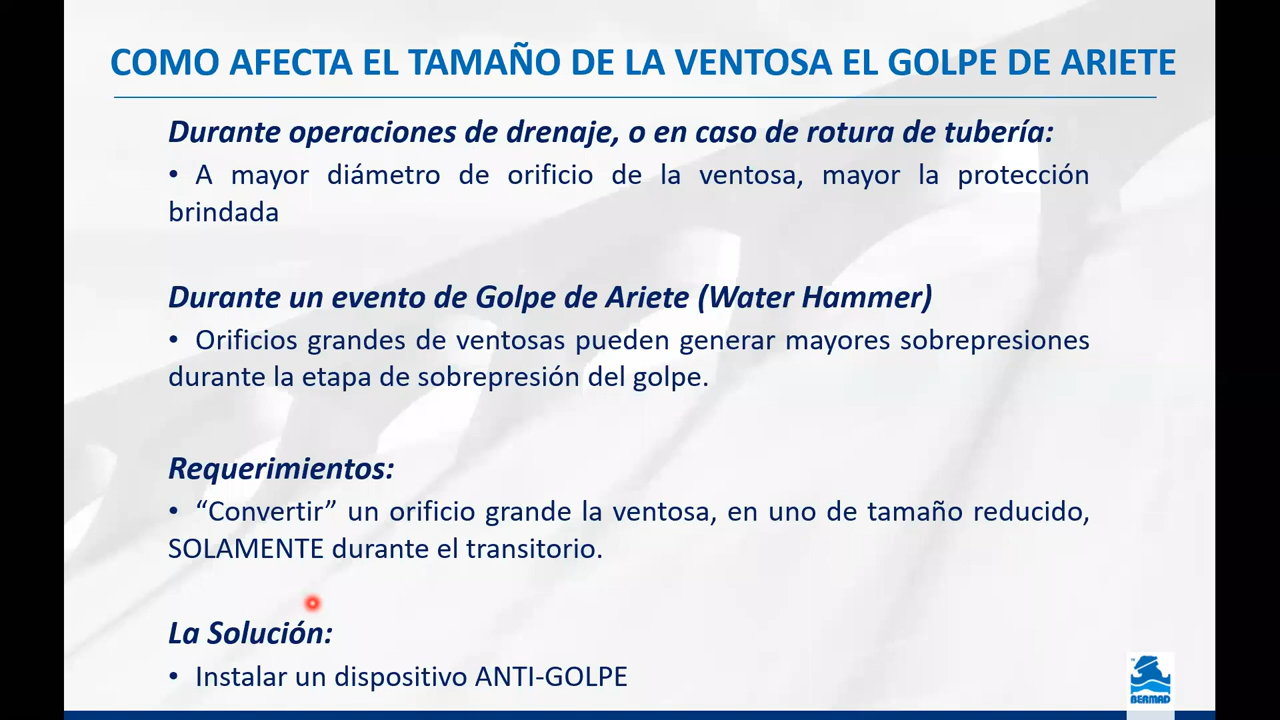 COMO AFECTA EL TAMAÑO DE LA VENTOSA EL GOLPE DE ARIETE
Durante operaciones de drenaje, o en caso de rotura de tubería:
• A mayor diámetro de orificio de la ventosa, mayor la protección
brindada
Durante un evento de Golpe de Ariete (Water Hammer)
• Orificios grandes de ventosas pueden generar mayores sobrepresiones
durante la etapa de sobrepresión del golpe.
Requerimientos:
• “Convertir” un orificio grande la ventosa, en uno de tamaño reducido,
SOLAMENTE durante el transitorio.
La Solución:
• Instalar un dispositivo ANTI-GOLPE
BERMAD